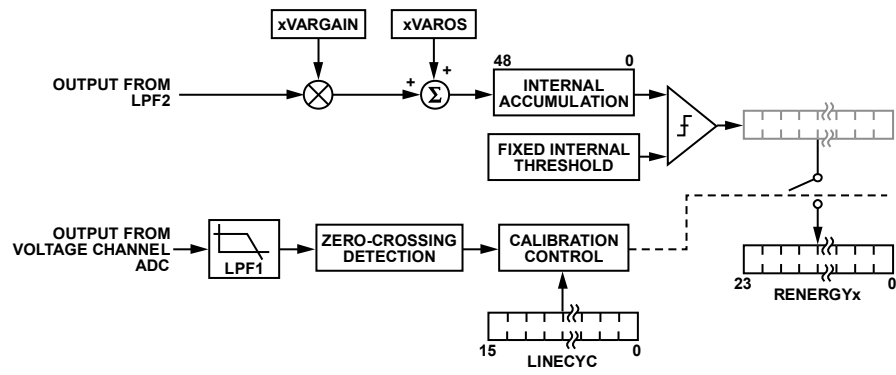 xVARGAIN
xVAROS
OUTPUT FROM
LPF2
+
+
Σ
48
0
INTERNAL
ACCUMULATION
FIXED INTERNAL
THRESHOLD
OUTPUT FROM
VOLTAGE CHANNEL
ADC
LPF1
ZERO-CROSSING
DETECTION
CALIBRATION
CONTROL
15
0
LINECYC
23
0
RENERGYx